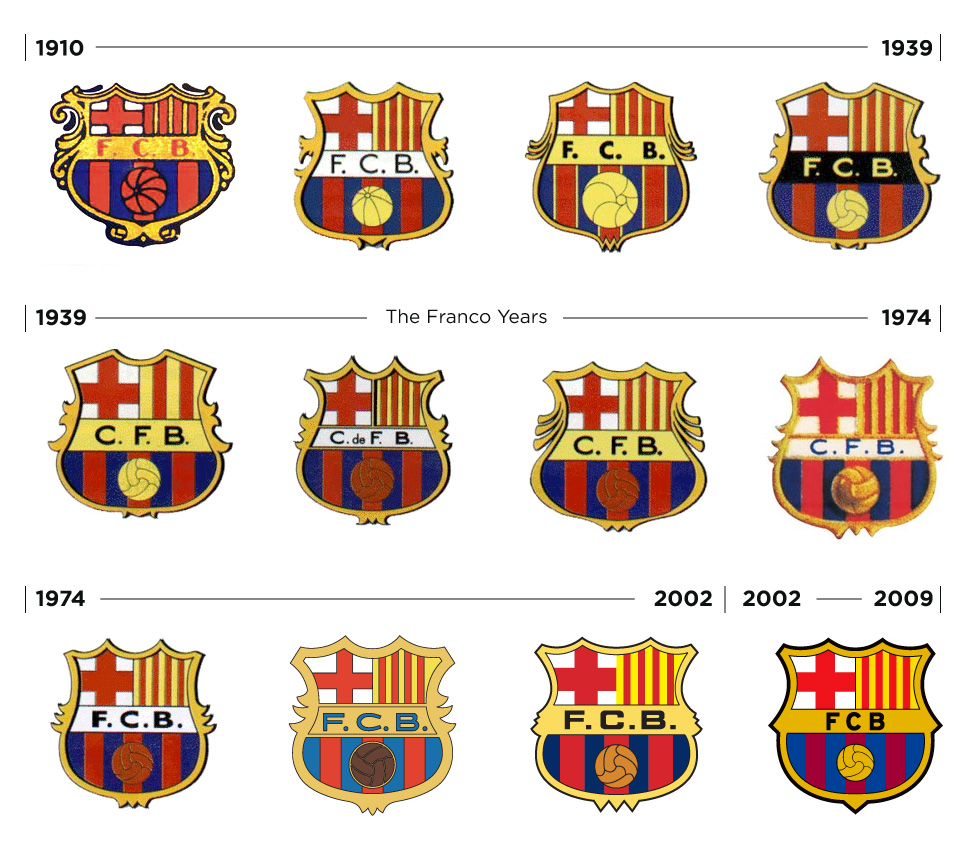 1910 1939
F. C B.
F. C. B.
F. C. B.
F. C. B.
1939 The Franco Years 1974
C. F. B.
C. de F. B.
C. F. B.
C. F. B.
1974 2002 2002 2009
F. C. B.
F. C. B.
F. C. B.
FCB